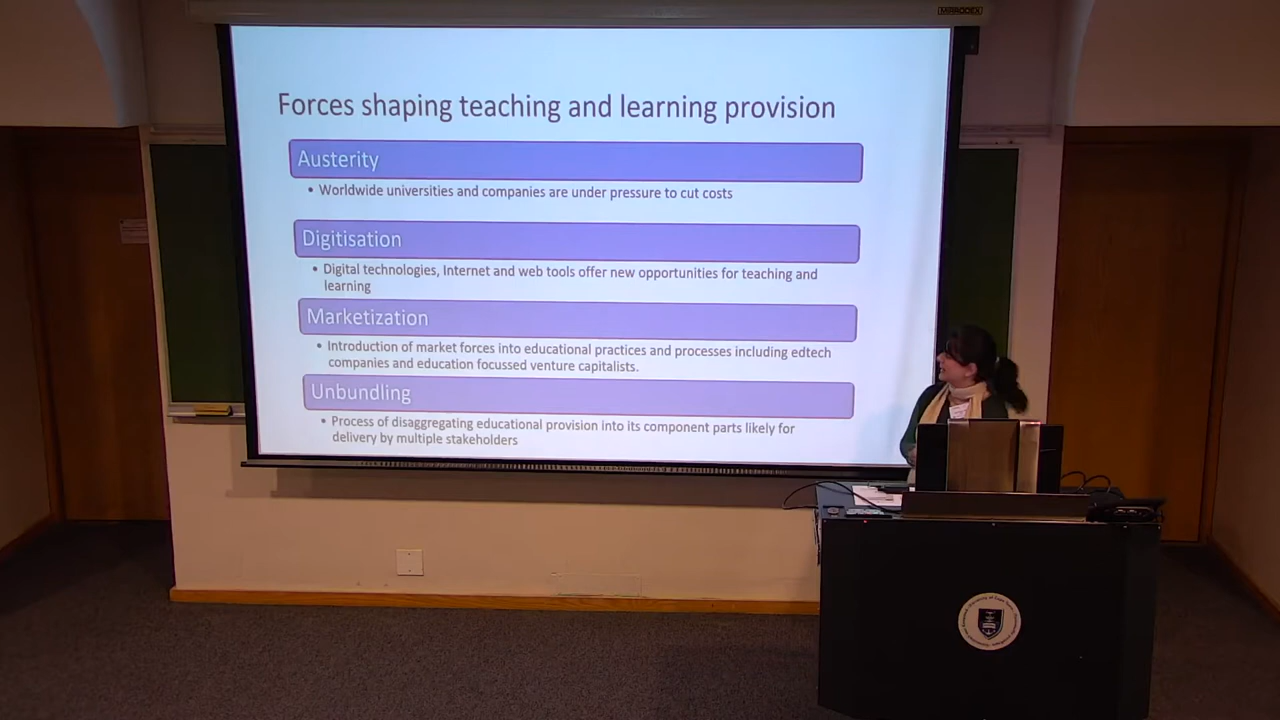 Forces shaping teaching and learning provision
Austerity
• Worldwide universities and companies are under pressure to cut costs
Digitisation
• Digital technologies, Internet and web tools offer new opportunities for teaching and
learning
Marketization
• Introduction of market forces into educational practices and processes including edtech
companies and education focussed venture capitalists.
Unbundling
• Process of disaggregating educational provision into its component parts likely for
delivery by multiple stakeholders